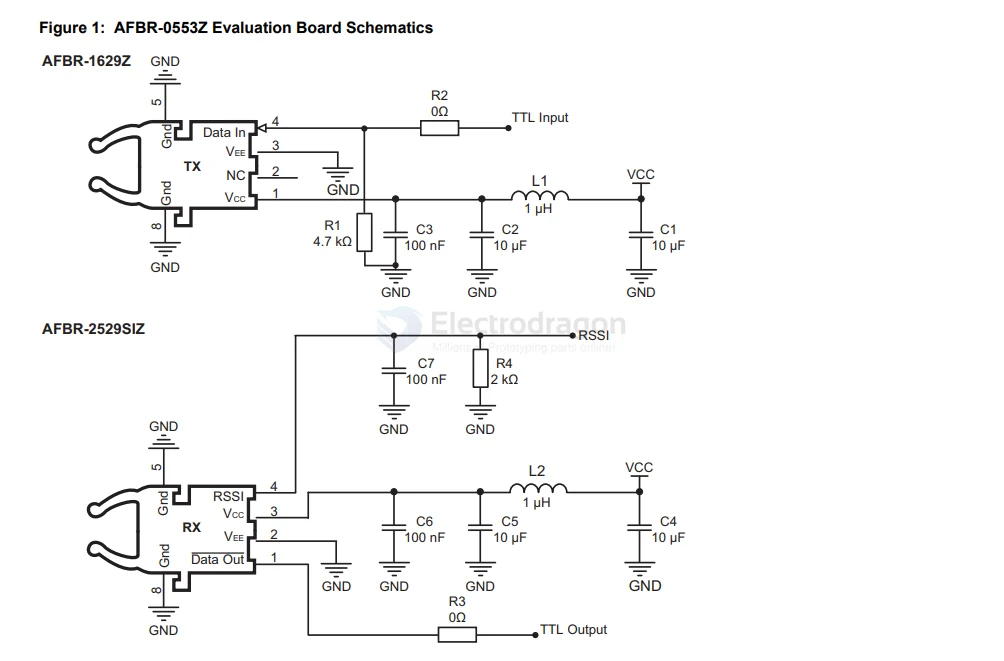 Figure 1: AFBR-0553Z Evaluation Board Schematics
AFBR-1629Z
GND
5
Gnd
TX
Gnd
8
GND
Data In
4
VEE
3
NC
2
VCC
1
GND
R2
0Ω
TTL Input
R1
4.7 kΩ
C3
100 nF
GND
C2
10 µF
GND
L1
1 µH
VCC
C1
10 µF
GND
Electrodragon
AFBR-2529SIZ
RSSI
C7
100 nF
GND
R4
2 kΩ
GND
GND
5
Gnd
RX
Gnd
8
GND
RSSI
4
VCC
3
VEE
2
Data Out
1
GND
C6
100 nF
GND
C5
10 µF
GND
L2
1 µH
VCC
C4
10 µF
GND
R3
0Ω
TTL Output